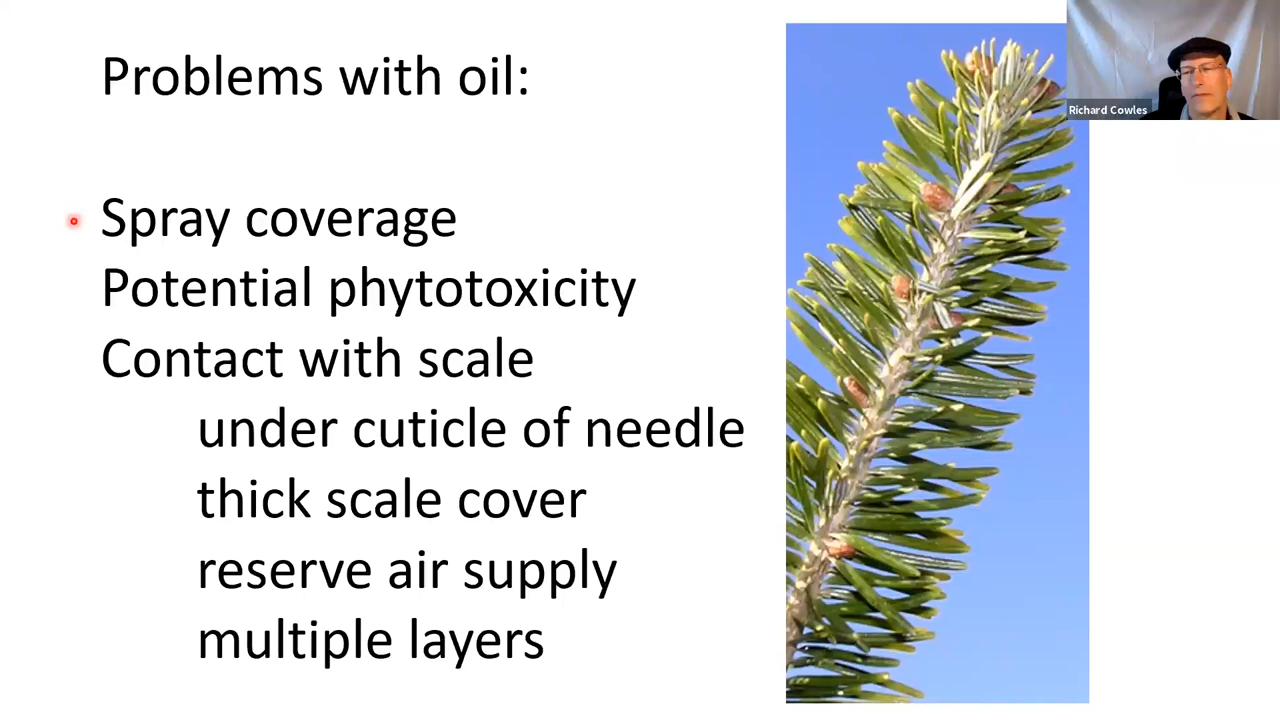 Problems with oil:
Richard Cowles
Spray coverage
Potential phytotoxicity
Contact with scale
under cuticle of needle
thick scale cover
reserve air supply
multiple layers